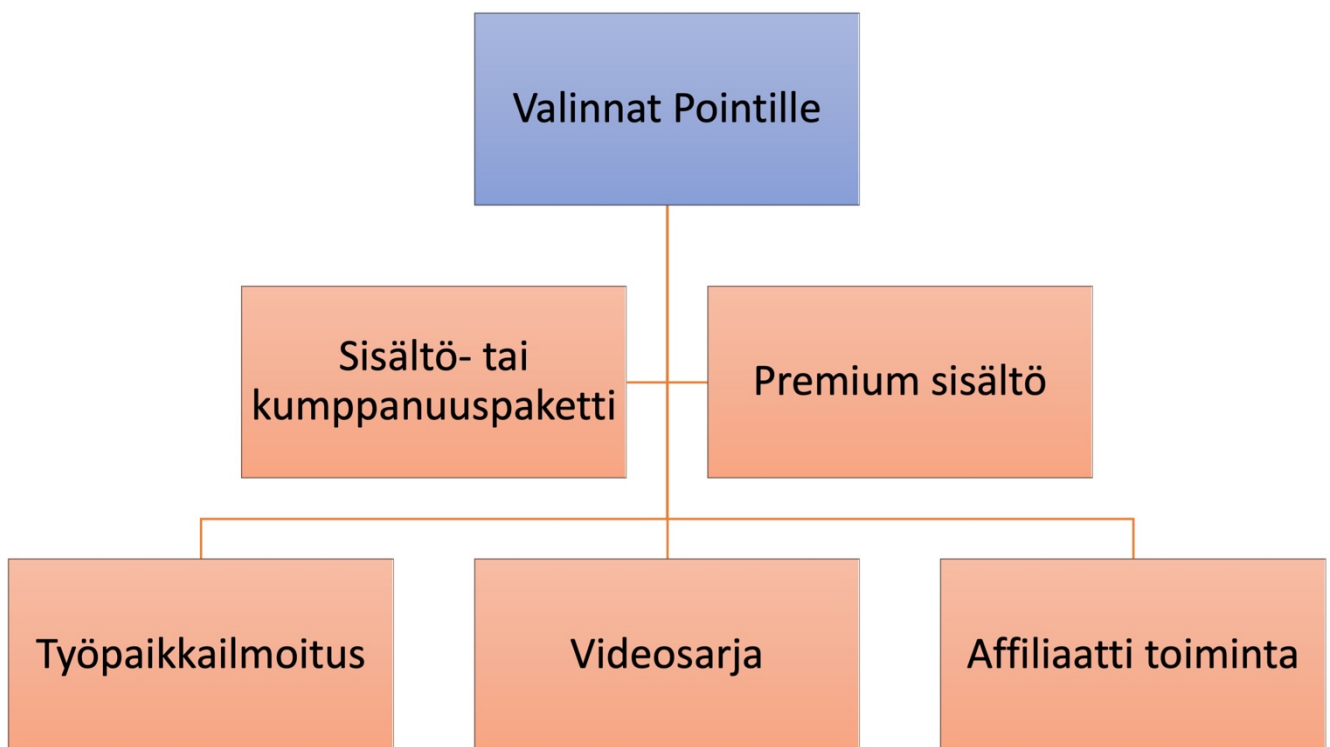 Valinnat Pointille
Sisältö- tai
kumppanuuspaketti
Premium sisältö
Työpaikkailmoitus
Videosarja
Affiliaatti toiminta